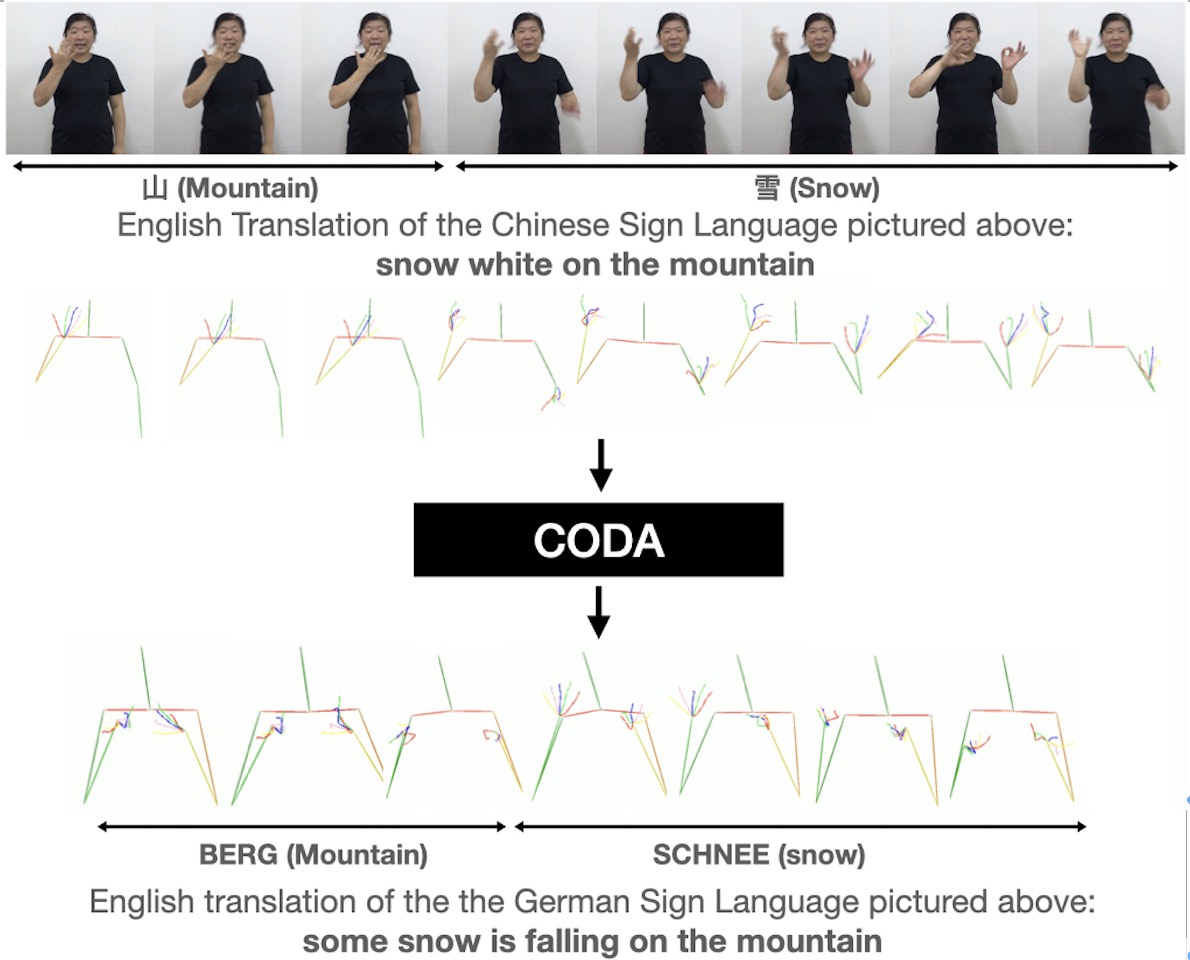 山 (Mountain) 雪 (Snow)
English Translation of the Chinese Sign Language pictured above:
snow white on the mountain
CODA
BERG (Mountain) SCHNEE (snow)
English translation of the the German Sign Language pictured above:
some snow is falling on the mountain